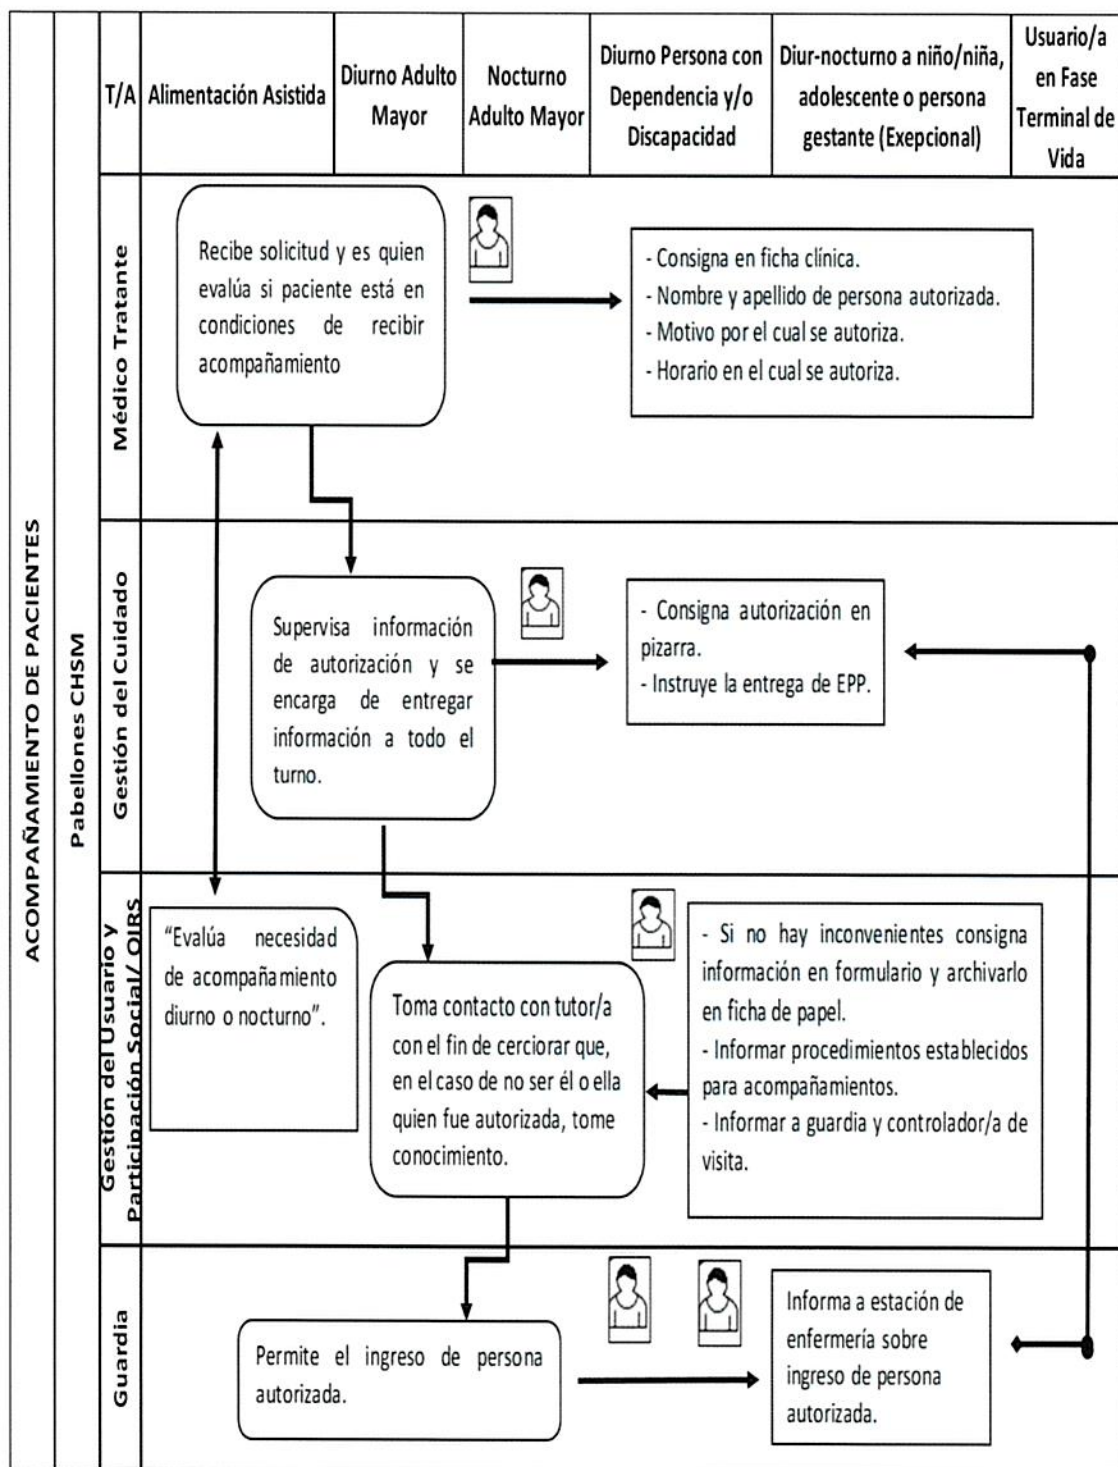 ACOMPAÑAMIENTO DE PACIENTES
Pabellones CHSM
T/A
Alimentación Asistida
Diurno Adulto
Mayor
Nocturno
Adulto Mayor
Diurno Persona con
Dependencia y/o
Discapacidad
Diur-nocturno a niño/niña,
adolescente o persona
gestante (Exepcional)
Usuario/a
en Fase
Terminal de
Vida
Médico Tratante
Recibe solicitud y es quien
evalúa si paciente está en
condiciones de recibir
acompañamiento
- Consigna en ficha clínica.
- Nombre y apellido de persona autorizada.
- Motivo por el cual se autoriza.
- Horario en el cual se autoriza.
Gestión del Cuidado
Supervisa información
de autorización y se
encarga de entregar
información a todo el
turno.
- Consigna autorización en
pizarra.
- Instruye la entrega de EPP.
Gestión del Usuario y
Participación Social/ OIRS
“Evalúa necesidad
de acompañamiento
diurno o nocturno”.
Toma contacto con tutor/a
con el fin de cerciorar que,
en el caso de no ser él o ella
quien fue autorizada, tome
conocimiento.
- Si no hay inconvenientes consigna
información en formulario y archivarlo
en ficha de papel.
- Informar procedimientos establecidos
para acompañamientos.
- Informar a guardia y controlador/a de
visita.
Guardia
Permite el ingreso de persona
autorizada.
Informa a estación de
enfermería sobre
ingreso de persona
autorizada.